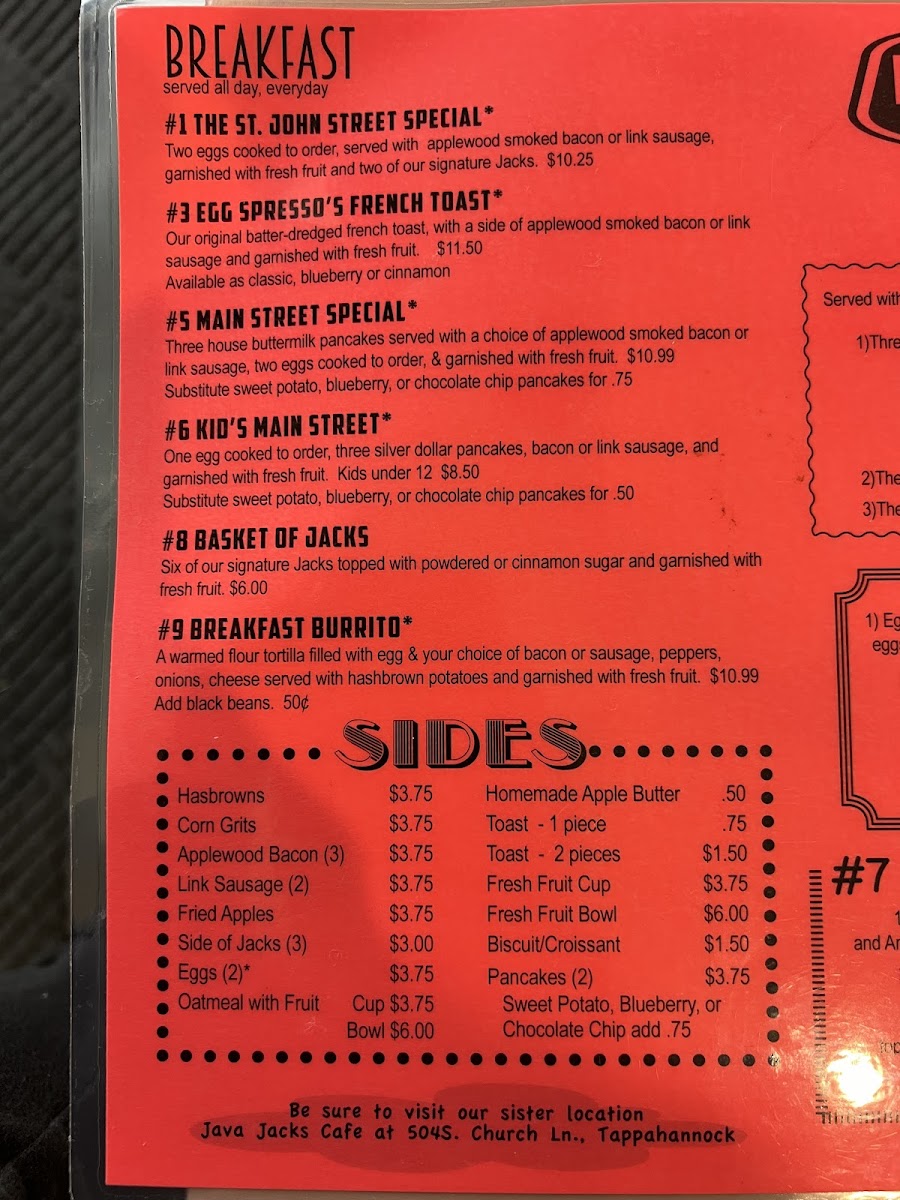 BREAKFAST
served all day, everyday
#1 THE ST. JOHN STREET SPECIAL*
Two eggs cooked to order, served with applewood smoked bacon or link sausage,
garnished with fresh fruit and two of our signature Jacks. $10.25
#3 EGG SPRESSO'S FRENCH TOAST*
Our original batter-dredged french toast, with a side of applewood smoked bacon or link
sausage and garnished with fresh fruit. $11.50
Available as classic, blueberry or cinnamon
#5 MAIN STREET SPECIAL*
Three house buttermilk pancakes served with a choice of applewood smoked bacon or
link sausage, two eggs cooked to order, & garnished with fresh fruit. $10.99
Substitute sweet potato, blueberry, or chocolate chip pancakes for .75
#6 KID'S MAIN STREET*
One egg cooked to order, three silver dollar pancakes, bacon or link sausage, and
garnished with fresh fruit. Kids under 12 $8.50
Substitute sweet potato, blueberry, or chocolate chip pancakes for .50
#8 BASKET OF JACKS
Six of our signature Jacks topped with powdered or cinnamon sugar and garnished with
fresh fruit. $6.00
#9 BREAKFAST BURRITO*
A warmed flour tortilla filled with egg & your choice of bacon or sausage, peppers,
onions, cheese served with hashbrown potatoes and garnished with fresh fruit. $10.99
Add black beans. 50¢
SIDES
Hasbrowns $3.75
Corn Grits $3.75
Applewood Bacon (3) $3.75
Link Sausage (2) $3.75
Fried Apples $3.75
Side of Jacks (3) $3.00
Eggs (2)* $3.75
Oatmeal with Fruit Cup $3.75
Bowl $6.00
Homemade Apple Butter .50
Toast - 1 piece .75
Toast - 2 pieces $1.50
Fresh Fruit Cup $3.75
Fresh Fruit Bowl $6.00
Biscuit/Croissant $1.50
Pancakes (2) $3.75
Sweet Potato, Blueberry, or
Chocolate Chip add .75
Be sure to visit our sister location
Java Jacks Cafe at 504S. Church Ln., Tappahannock
Served with
1)Thre
2)The
3)The
1) Eg
egg
#7
and Ar